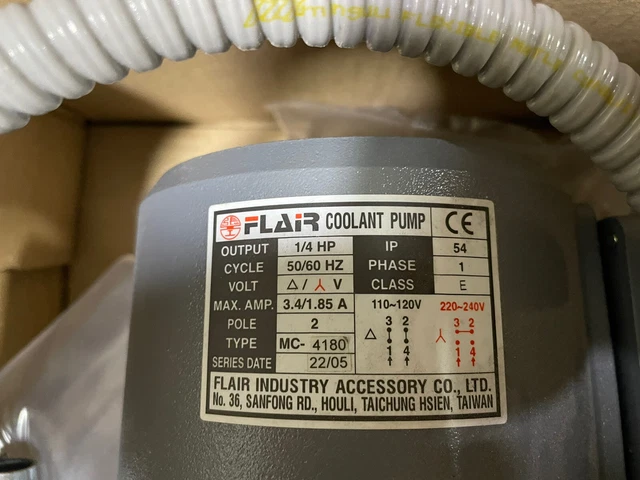 FLAIR COOLANT PUMP CE
OUTPUT 1/4 HP IP 54
CYCLE 50/60 HZ PHASE 1
VOLT △ / 人 V CLASS E
MAX. AMP. 3.4/1.85 A 110~120V 220~240V
POLE 2 3 2 3 2
TYPE MC- 4180 △ 人
SERIES DATE 22/05 1 4 1 4
FLAIR INDUSTRY ACCESSORY CO., LTD.
No. 36, SANFONG RD., HOULI, TAICHUNG HSIEN, TAIWAN